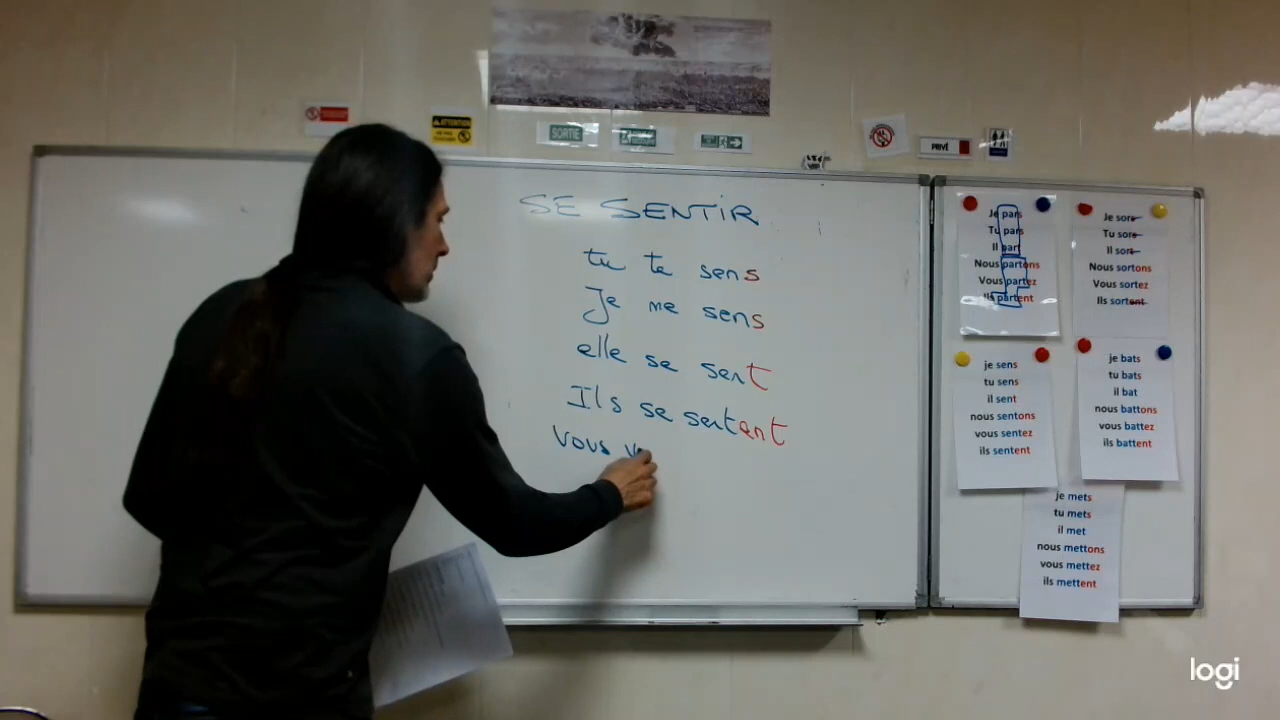 ATTENTION
SORTIE
PRIVÉ
SE SENTIR
tu te sens
Je me sens
elle se sent
Ils se sentent
vous v
Je pars
Tu pars
Il part
Nous partons
Vous partez
Ils partent
Je sors
Tu sors
Il sort
Nous sortons
Vous sortez
Ils sortent
je sens
tu sens
il sent
nous sentons
vous sentez
ils sentent
je bats
tu bats
il bat
nous battons
vous battez
ils battent
je mets
tu mets
il met
nous mettons
vous mettez
ils mettent
logi